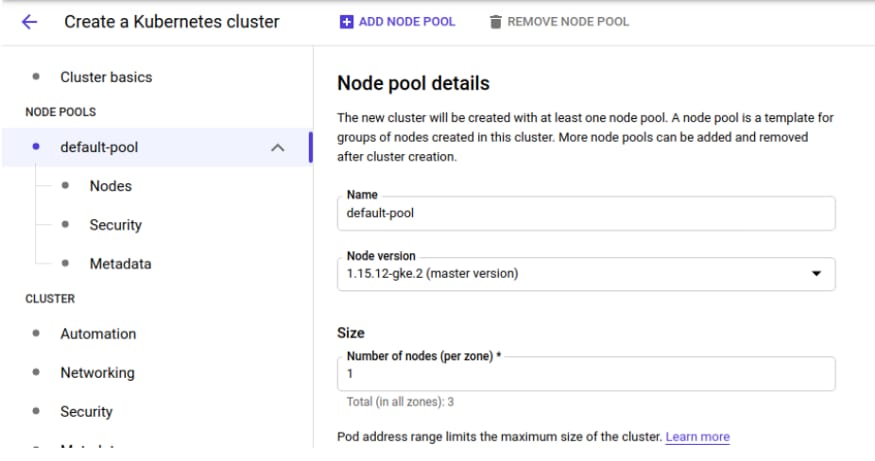 Create a Kubernetes cluster
ADD NODE POOL
REMOVE NODE POOL
Cluster basics
NODE POOLS
default-pool
Nodes
Security
Metadata
CLUSTER
Automation
Networking
Security
Node pool details
The new cluster will be created with at least one node pool. A node pool is a template for
groups of nodes created in this cluster. More node pools can be added and removed
after cluster creation.
Name
default-pool
Node version
1.15.12-gke.2 (master version)
Size
Number of nodes (per zone) *
1
Total (in all zones): 3
Pod address range limits the maximum size of the cluster. Learn more